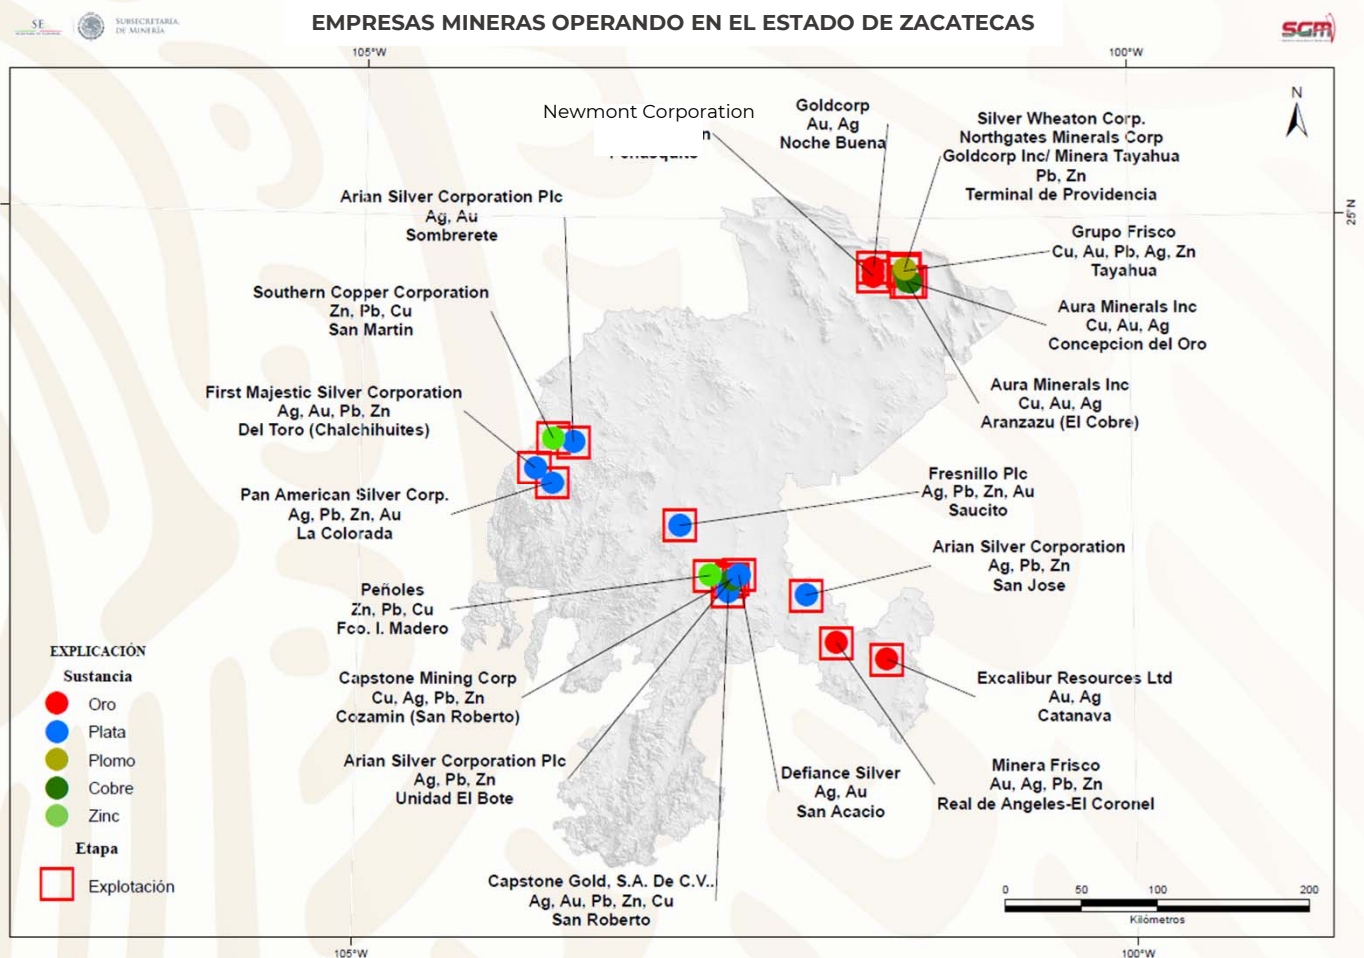 SE
SUBSECRETARÍA
DE MINERÍA
EMPRESAS MINERAS OPERANDO EN EL ESTADO DE ZACATECAS
SGM
105°W
100°W
N
25°N
Newmont Corporation
n
Goldcorp
Au, Ag
Noche Buena
Silver Wheaton Corp.
Northgates Minerals Corp
Goldcorp Inc/ Minera Tayahua
Pb, Zn
Terminal de Providencia
Arian Silver Corporation Plc
Ag, Au
Sombrerete
Grupo Frisco
Cu, Au, Pb, Ag, Zn
Tayahua
Southern Copper Corporation
Zn, Pb, Cu
San Martin
Aura Minerals Inc
Cu, Au, Ag
Concepcion del Oro
First Majestic Silver Corporation
Ag, Au, Pb, Zn
Del Toro (Chalchihuites)
Aura Minerals Inc
Cu, Au, Ag
Aranzazu (El Cobre)
Pan American Silver Corp.
Ag, Pb, Zn, Au
La Colorada
Fresnillo Plc
Ag, Pb, Zn, Au
Saucito
Arian Silver Corporation
Ag, Pb, Zn
San Jose
Peñoles
Zn, Pb, Cu
Fco. I. Madero
Capstone Mining Corp
Cu, Ag, Pb, Zn
Cozamin (San Roberto)
Excalibur Resources Ltd
Au, Ag
Catanava
Arian Silver Corporation Plc
Ag, Pb, Zn
Unidad El Bote
Defiance Silver
Ag, Au
San Acacio
Minera Frisco
Au, Ag, Pb, Zn
Real de Angeles-El Coronel
Capstone Gold, S.A. De C.V..
Ag, Au, Pb, Zn, Cu
San Roberto
EXPLICACIÓN
Sustancia
Oro
Plata
Plomo
Cobre
Zinc
Etapa
Explotación
0 50 100 200
Kilómetros
105°W
100°W